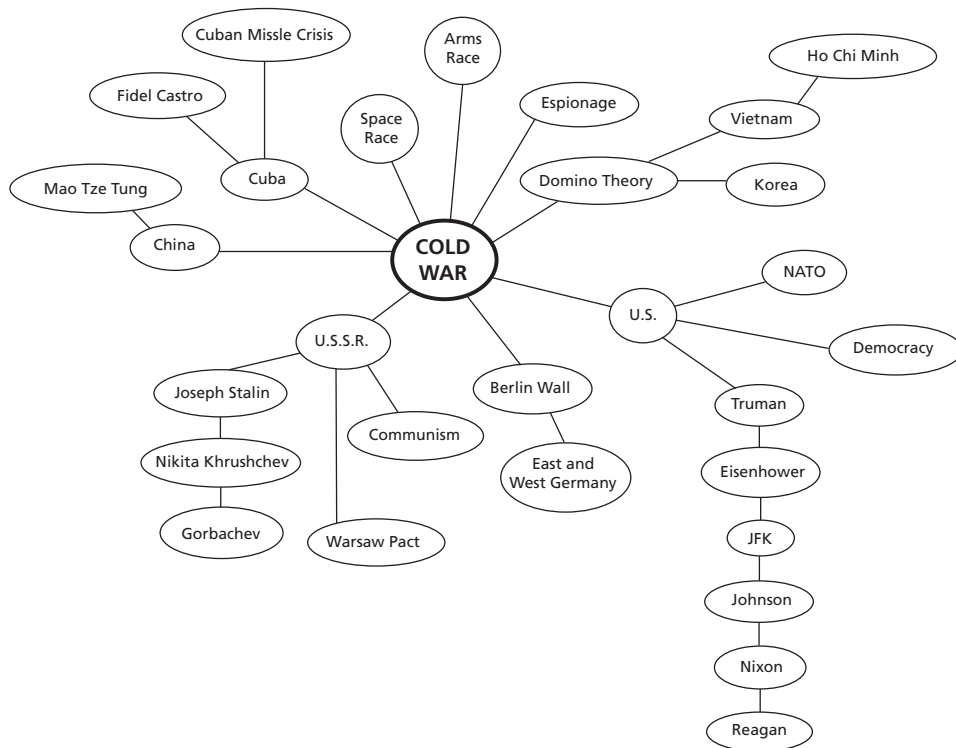 Cuban Missle Crisis
Arms
Race
Ho Chi Minh
Fidel Castro
Space
Race
Espionage
Vietnam
Mao Tze Tung
Cuba
Domino Theory
Korea
China
COLD
WAR
NATO
U.S.
U.S.S.R.
Democracy
Joseph Stalin
Berlin Wall
Truman
Communism
Nikita Khrushchev
East and
West Germany
Eisenhower
Gorbachev
Warsaw Pact
JFK
Johnson
Nixon
Reagan